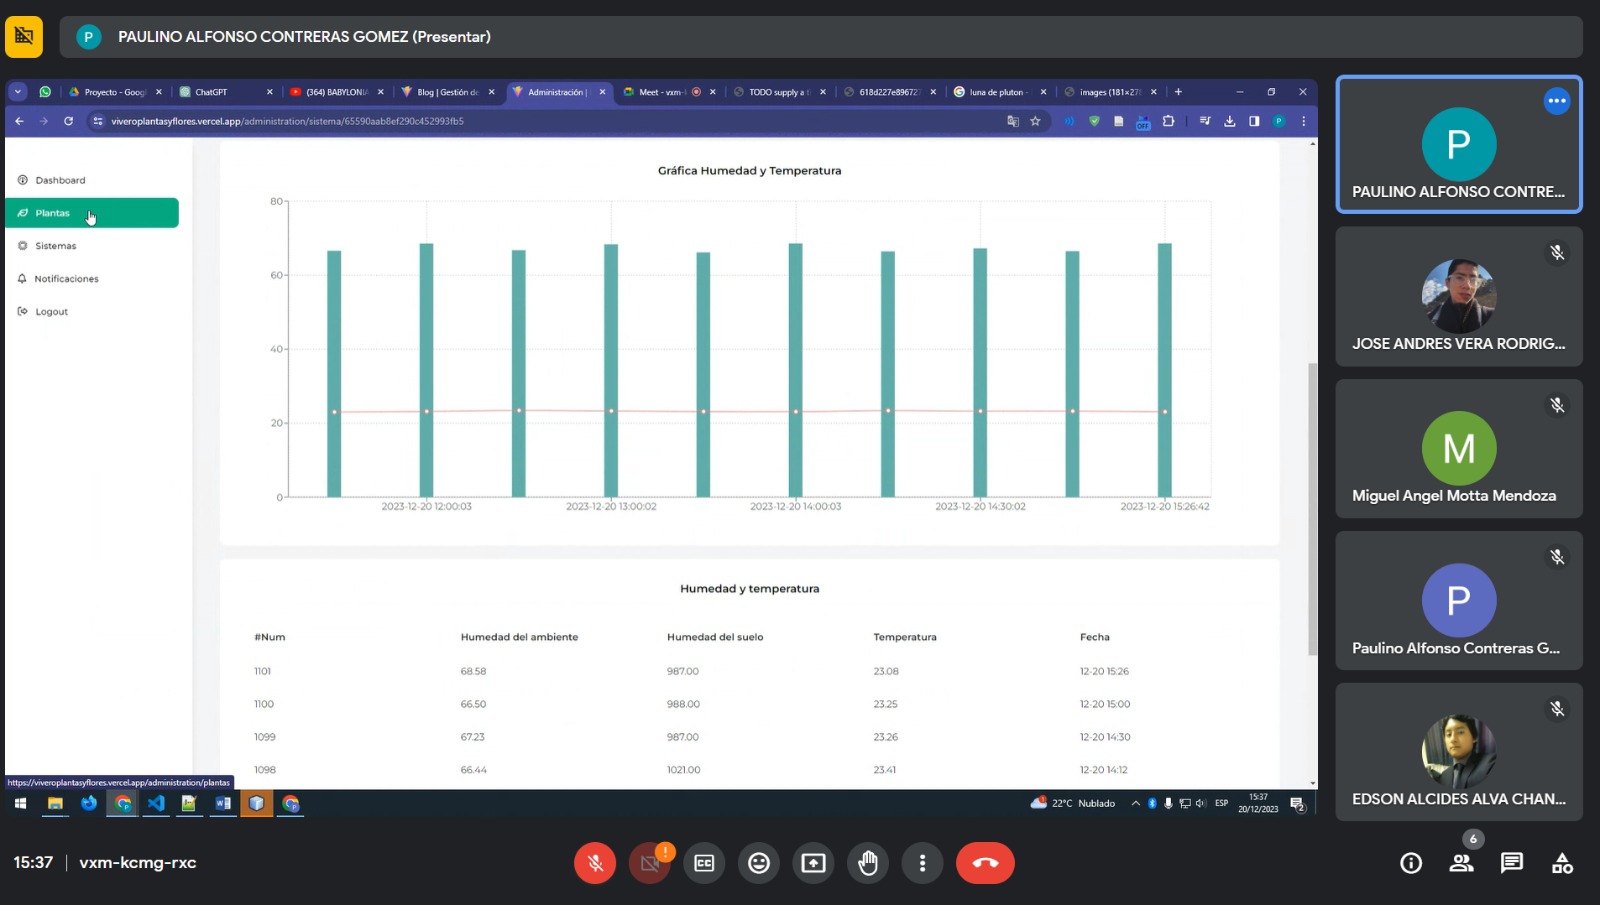 P PAULINO ALFONSO CONTRERAS GOMEZ (Presentar)
Proyecto - Goog
ChatGPT
(364) BABYLONIA
Blog | Gestión de
Administración |
Meet - vxm-
TODO supply a
618d227e896727
luna de pluton -
images (181×27
viveroplantasyflores.vercel.app/administration/sistema/65590aab8ef290c452993fb5
OFF
P
Dashboard
Plantas
Sistemas
Notificaciones
Logout
Gráfica Humedad y Temperatura
80
60
40
20
0
2023-12-20 12:00:03
2023-12-20 13:00:02
2023-12-20 14:00:03
2023-12-20 14:30:02
2023-12-20 15:26:42
Humedad y temperatura
#Num Humedad del ambiente Humedad del suelo Temperatura Fecha
1101 68.58 987.00 23.08 12-20 15:26
1100 66.50 988.00 23.25 12-20 15:00
1099 67.23 987.00 23.26 12-20 14:30
1098 66.44 1021.00 23.41 12-20 14:12
https://viveroplantasyflores.vercel.app/administration/plantas
22°C Nublado
ESP
15:37
20/12/2023
2
P
PAULINO ALFONSO CONTRE...
JOSE ANDRES VERA RODRIG...
M
Miguel Angel Motta Mendoza
P
Paulino Alfonso Contreras G...
EDSON ALCIDES ALVA CHAN...
15:37 | vxm-kcmg-rxc
CC
6